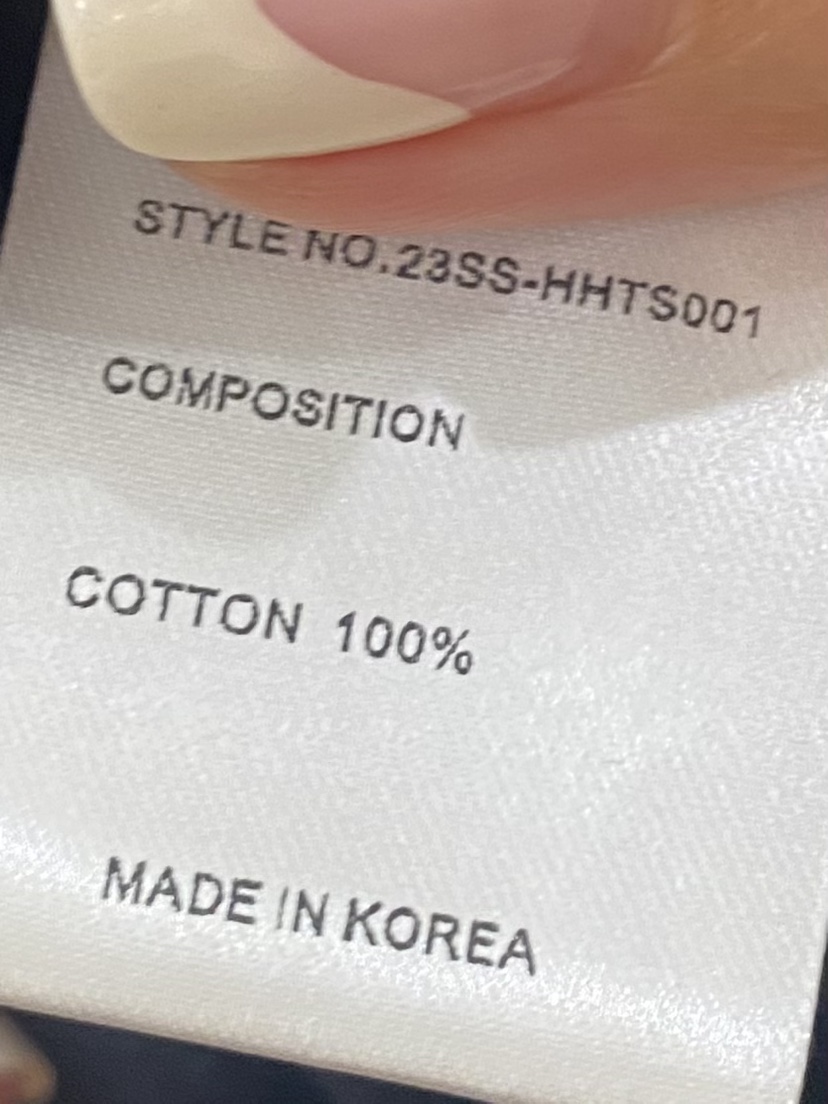 STYLE NO.23SS-HHTS001
COMPOSITION
COTTON 100%
MADE IN KOREA